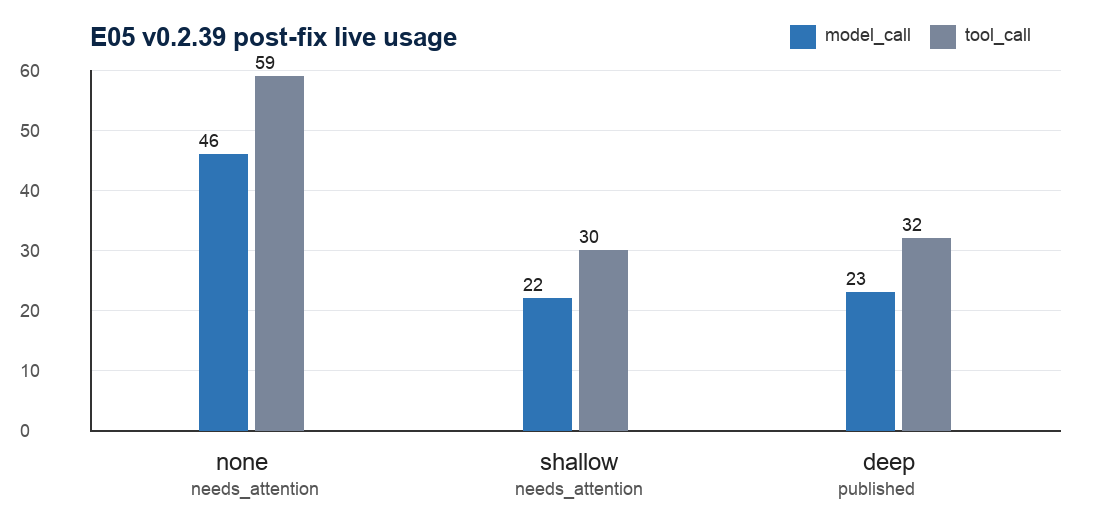 E05 v0.2.39 post-fix live usage
model_call tool_call
60
50
40
30
20
10
0
46 59
22 30
23 32
none shallow deep
needs_attention needs_attention published